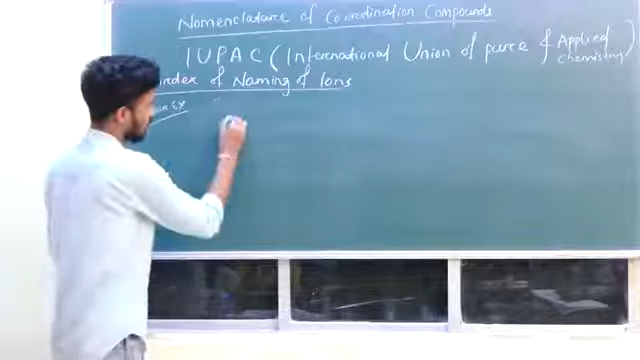 Nomenclature of Coordination Compounds
IUPAC (International Union of pure & Applied chemistry)
order of Naming of Ions